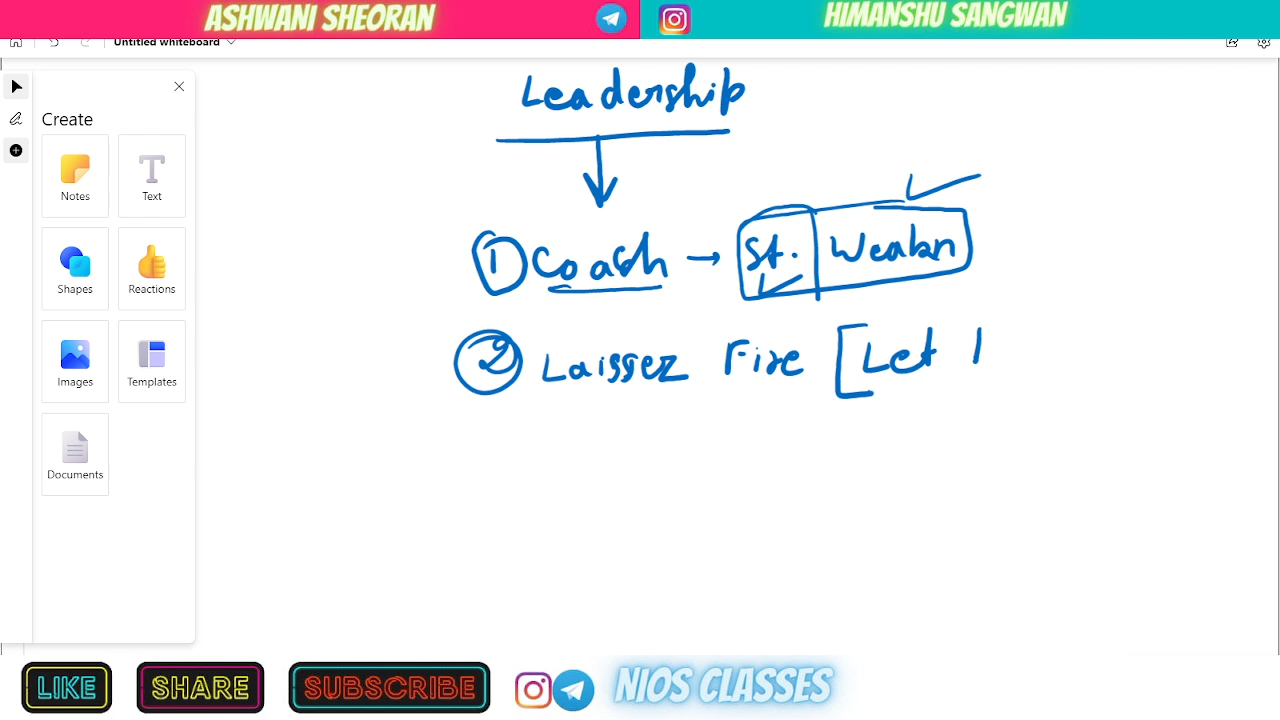 ASHWANI SHEORAN
HIMANSHU SANGWAN
Untitled whiteboard
Create
Notes
Text
Shapes
Reactions
Images
Templates
Documents
Leadership
① Coash → St. Weakn
② Laissez Fire [Let
LIKE
SHARE
SUBSCRIBE
NIOS CLASSES